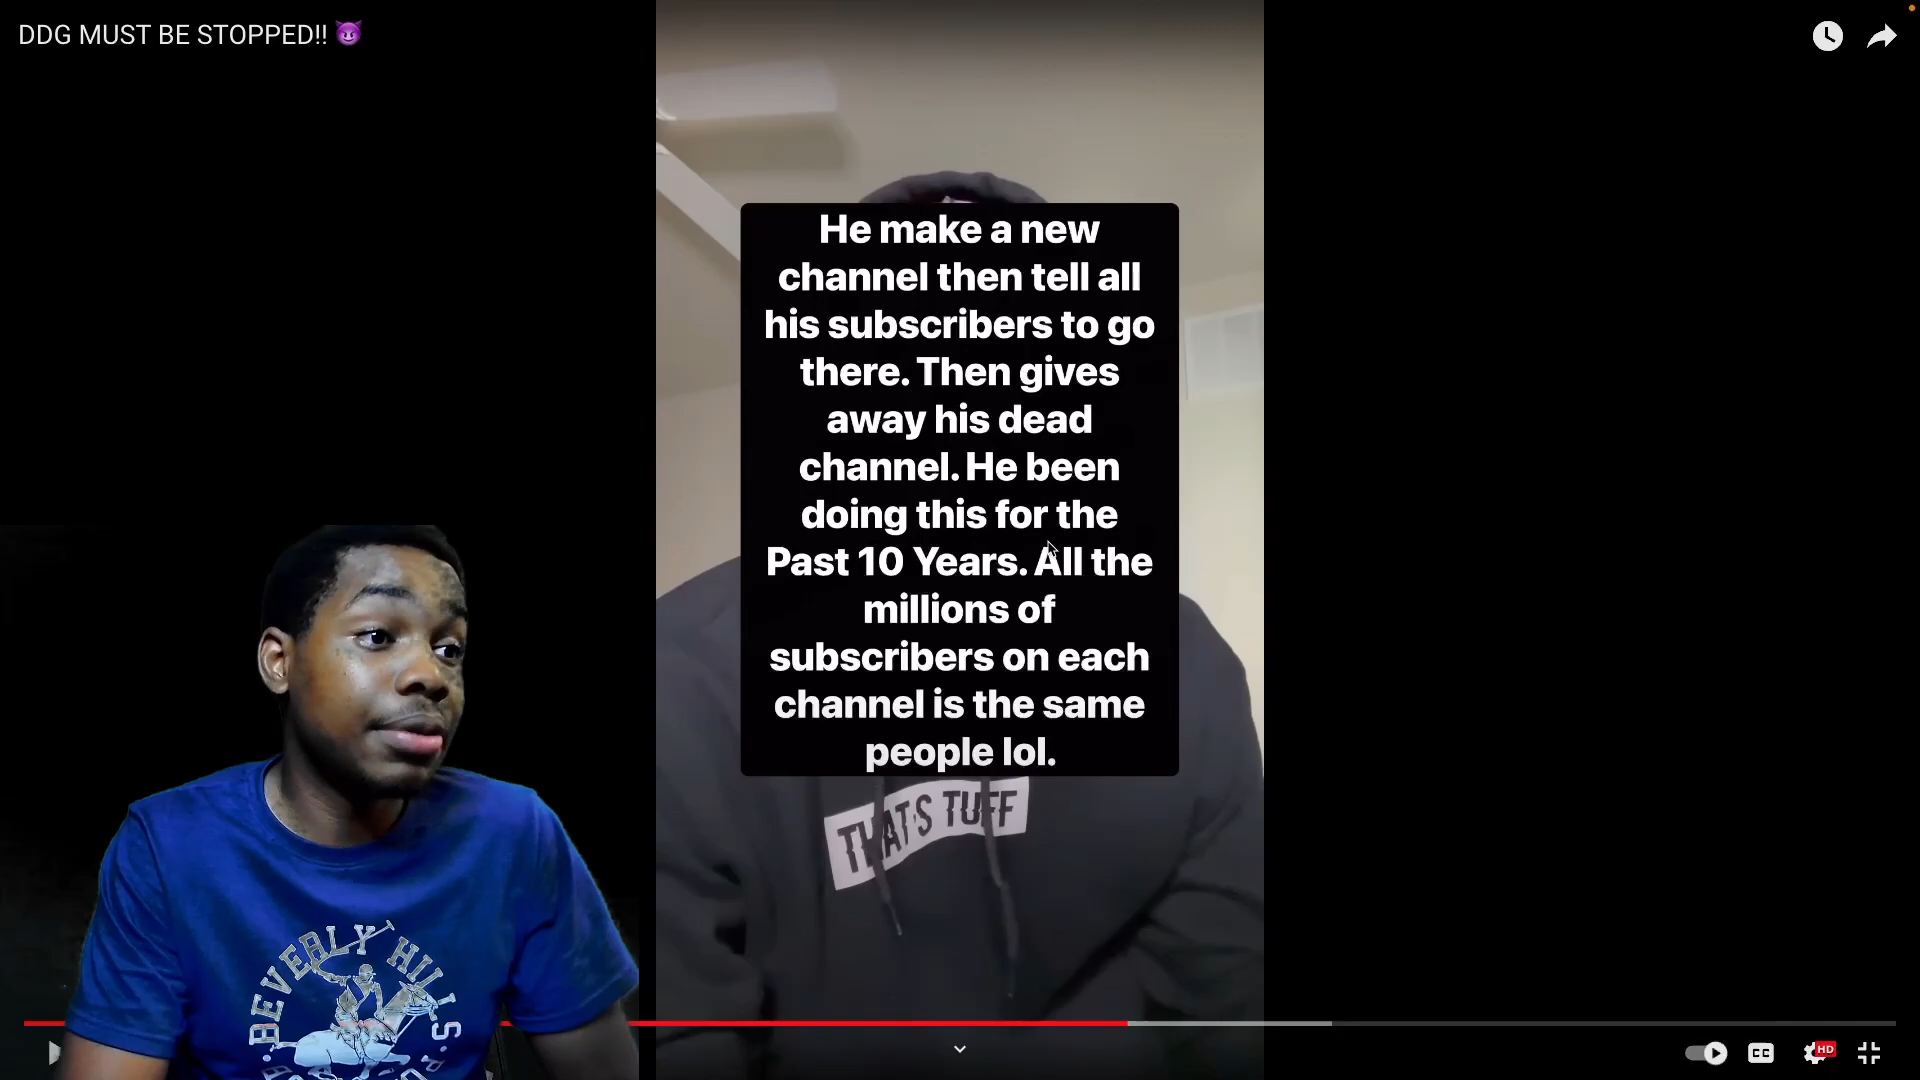 DDG MUST BE STOPPED!! 😈
He make a new
channel then tell all
his subscribers to go
there. Then gives
away his dead
channel. He been
doing this for the
Past 10 Years. All the
millions of
subscribers on each
channel is the same
people lol.
THAT'S TUFF
BEVERLY HILLS
CC
HD